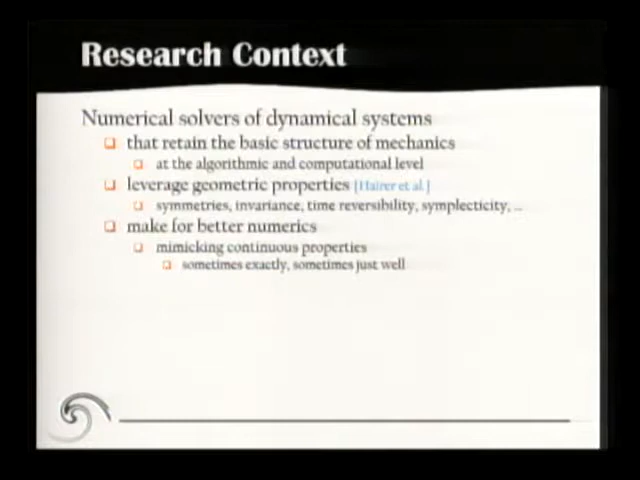 Research Context
Numerical solvers of dynamical systems
that retain the basic structure of mechanics
at the algorithmic and computational level
leverage geometric properties [Hairer et al.]
symmetries, invariance, time reversibility, symplecticity, ...
make for better numerics
mimicking continuous properties
sometimes exactly, sometimes just well